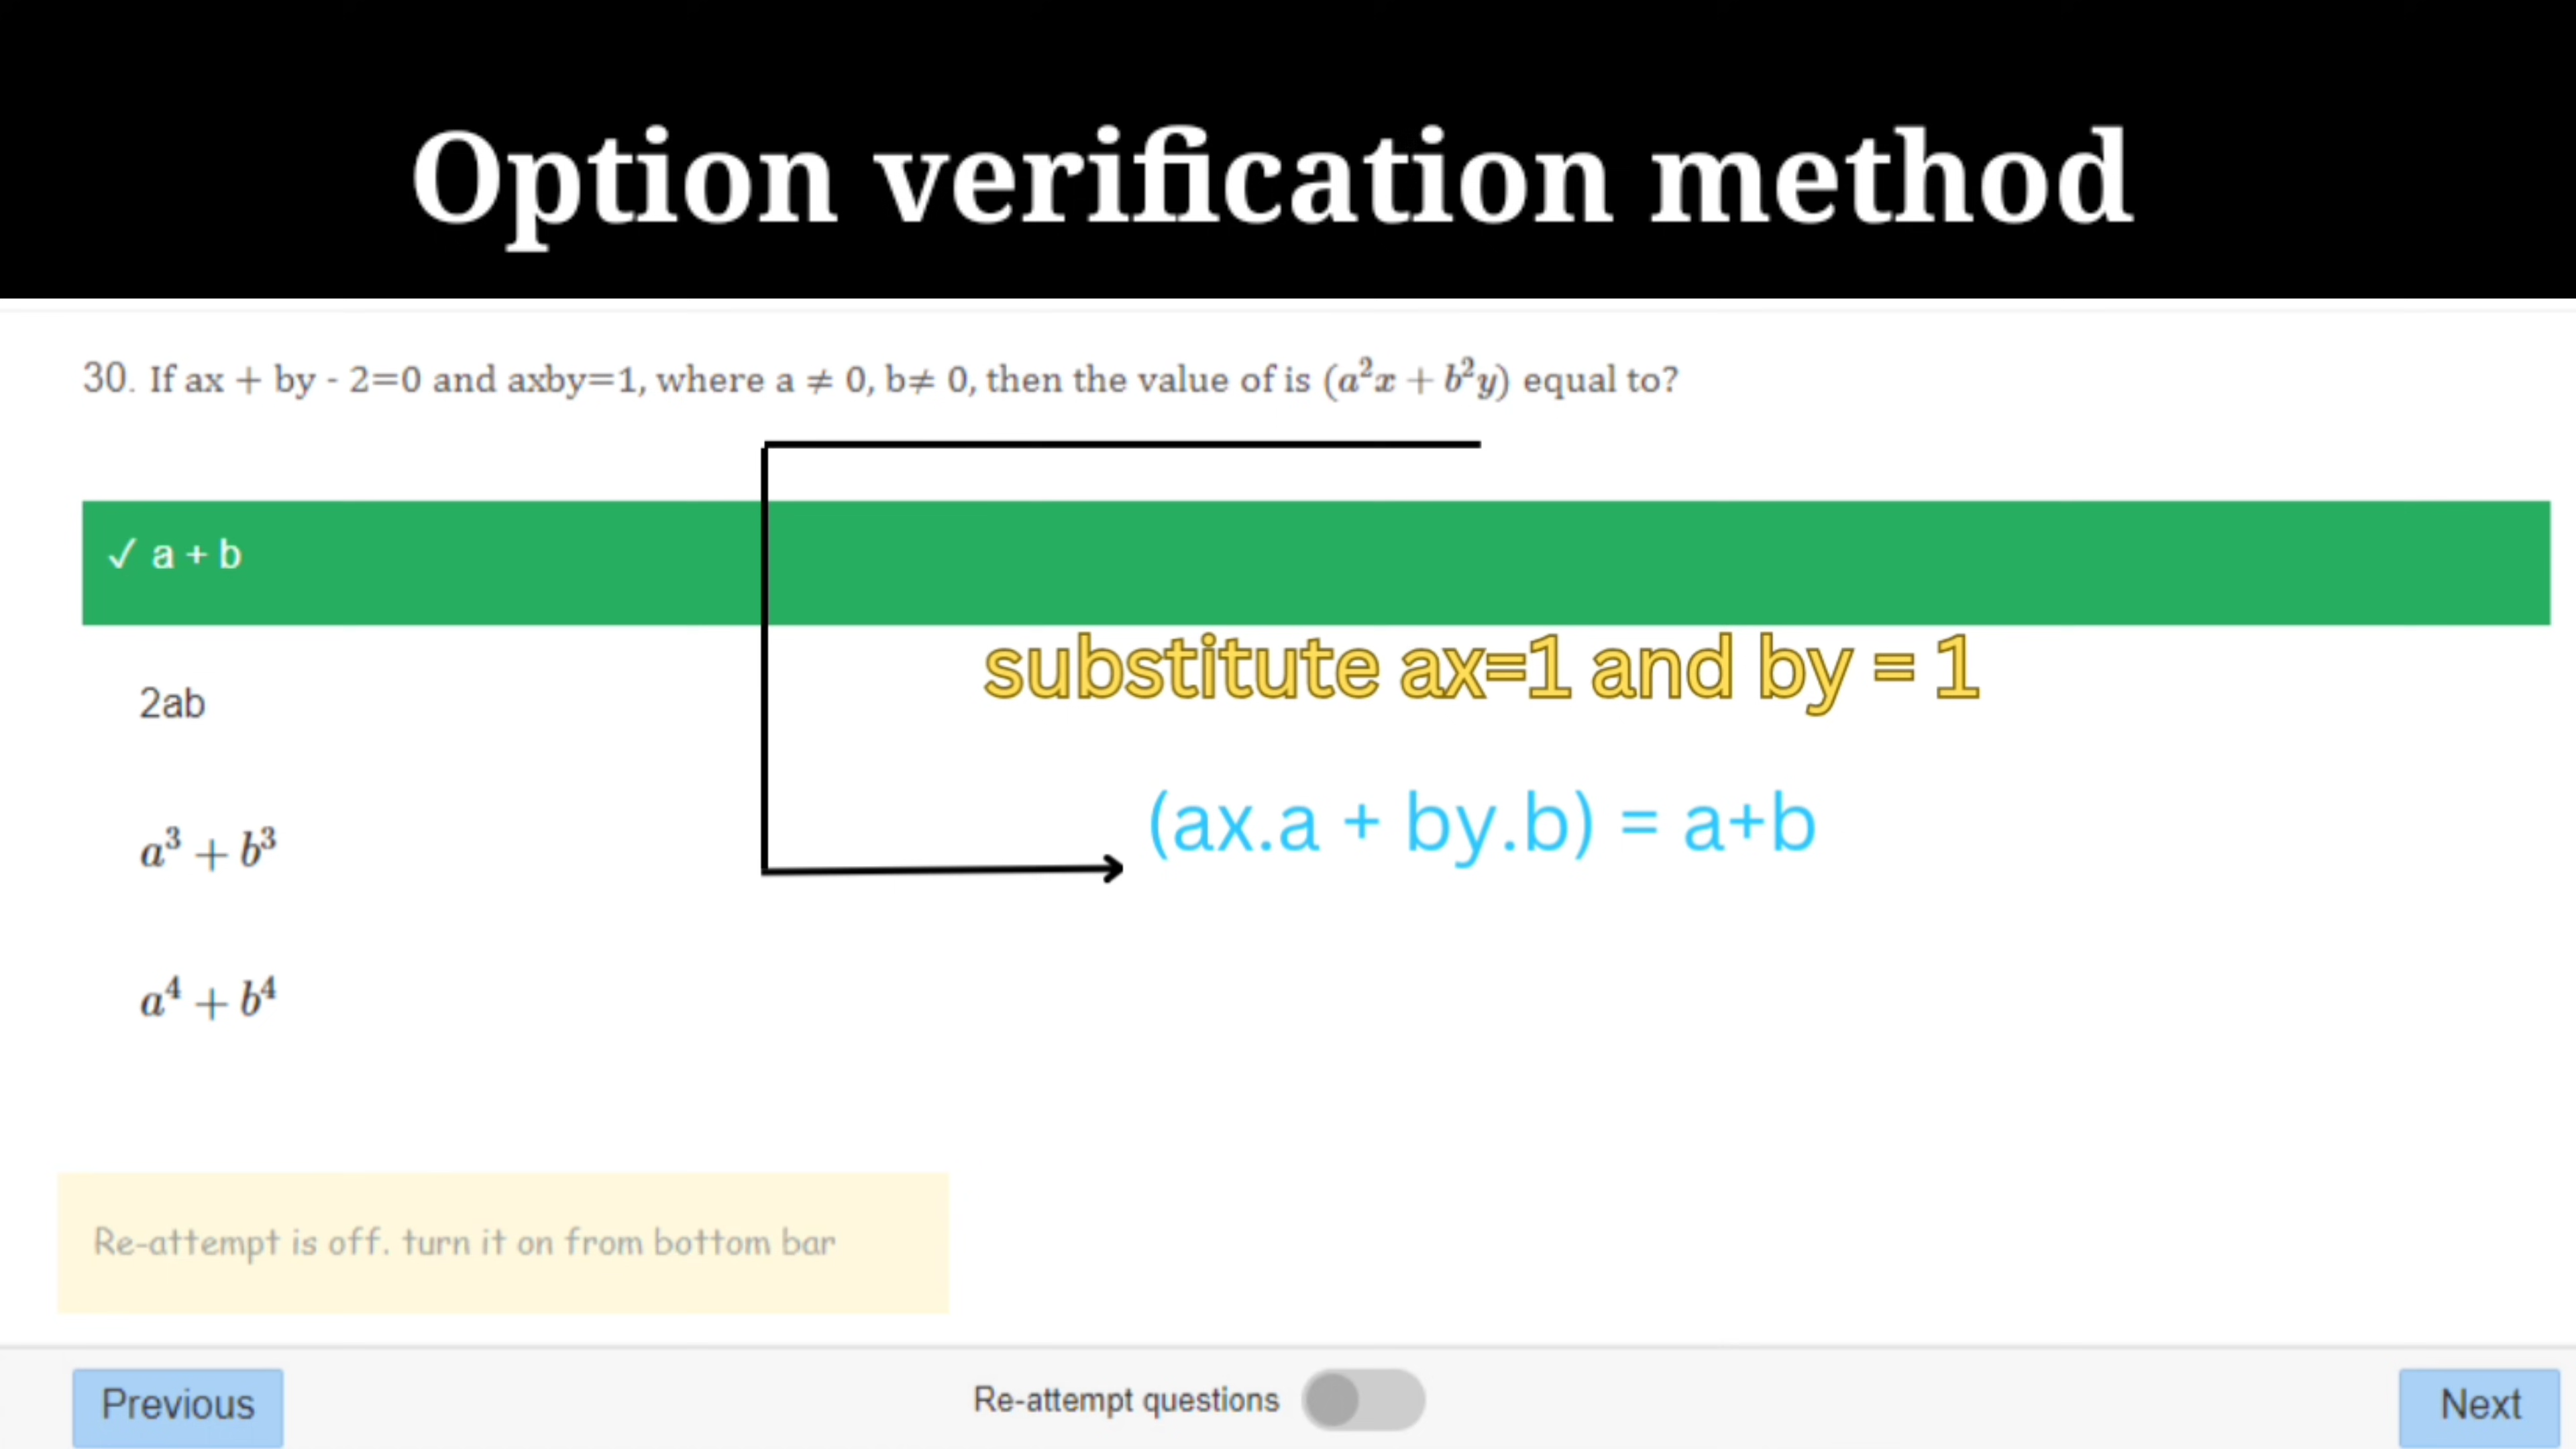 Option verification method
30. If ax + by - 2=0 and axby=1, where a ≠ 0, b≠ 0, then the value of is (a²x + b²y) equal to?
✓ a + b
substitute ax=1 and by = 1
2ab
(ax.a + by.b) = a+b
a³ + b³
a⁴ + b⁴
Re-attempt is off. turn it on from bottom bar
Previous
Re-attempt questions
Next